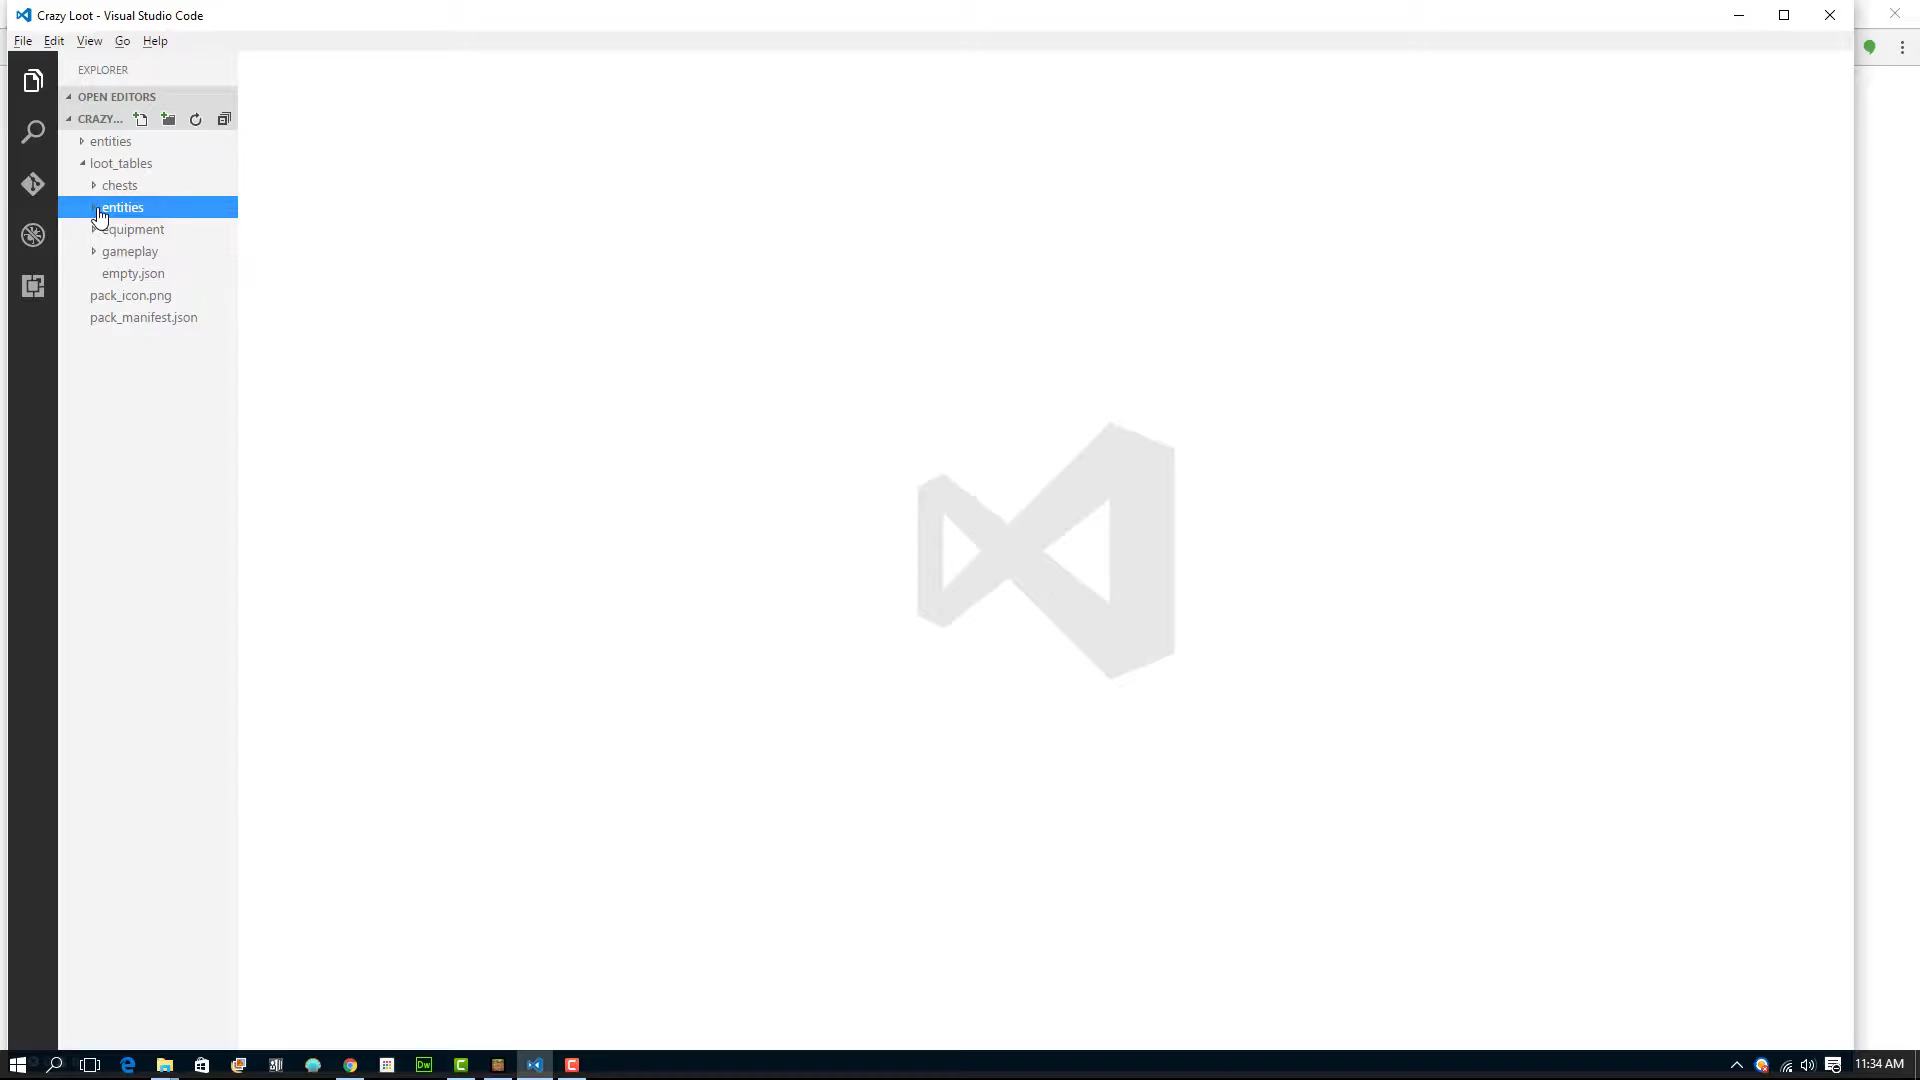 Crazy Loot - Visual Studio Code
File Edit View Go Help
EXPLORER
OPEN EDITORS
CRAZY...
entities
loot_tables
chests
entities
equipment
gameplay
empty.json
pack_icon.png
pack_manifest.json
Dw
11:34 AM